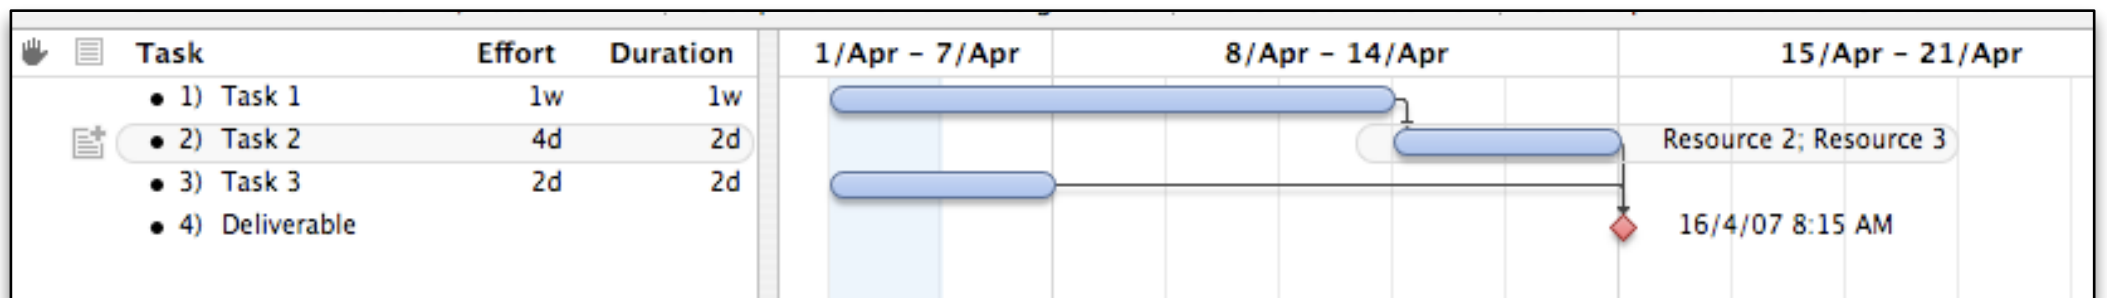 Task Effort Duration 1/Apr – 7/Apr 8/Apr – 14/Apr 15/Apr – 21/Apr
1) Task 1 1w 1w
2) Task 2 4d 2d Resource 2; Resource 3
3) Task 3 2d 2d
4) Deliverable 16/4/07 8:15 AM